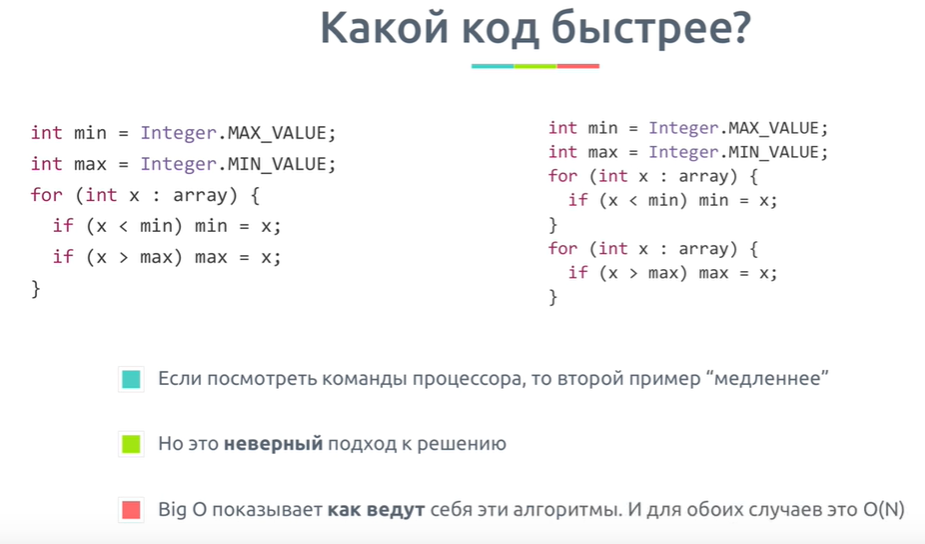 Какой код быстрее?
int min = Integer.MAX_VALUE;
int max = Integer.MIN_VALUE;
for (int x : array) {
  if (x < min) min = x;
  if (x > max) max = x;
}
int min = Integer.MAX_VALUE;
int max = Integer.MIN_VALUE;
for (int x : array) {
  if (x < min) min = x;
}
for (int x : array) {
  if (x > max) max = x;
}
Если посмотреть команды процессора, то второй пример “медленнее”
Но это неверный подход к решению
Big O показывает как ведут себя эти алгоритмы. И для обоих случаев это O(N)